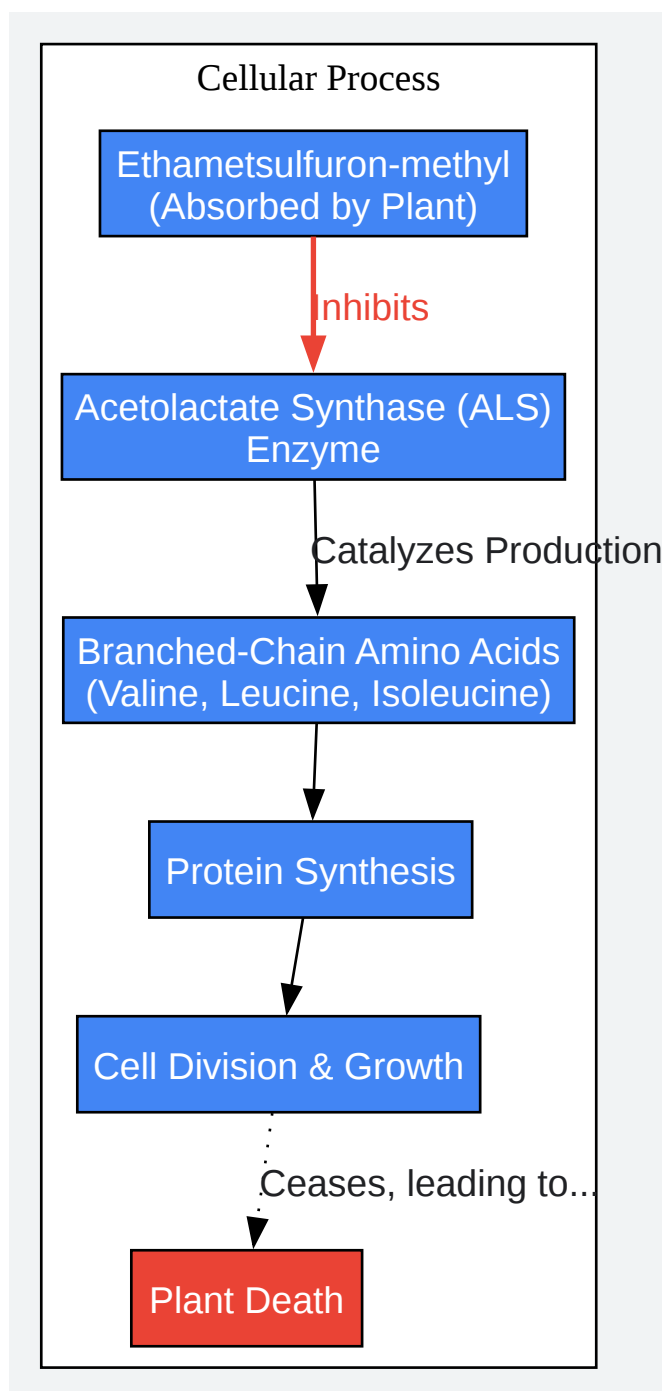 Cellular Process
Ethametsulfuron-methyl
(Absorbed by Plant)
Inhibits
Acetolactate Synthase (ALS)
Enzyme
Catalyzes Production
Branched-Chain Amino Acids
(Valine, Leucine, Isoleucine)
Protein Synthesis
Cell Division & Growth
Ceases, leading to...
Plant Death